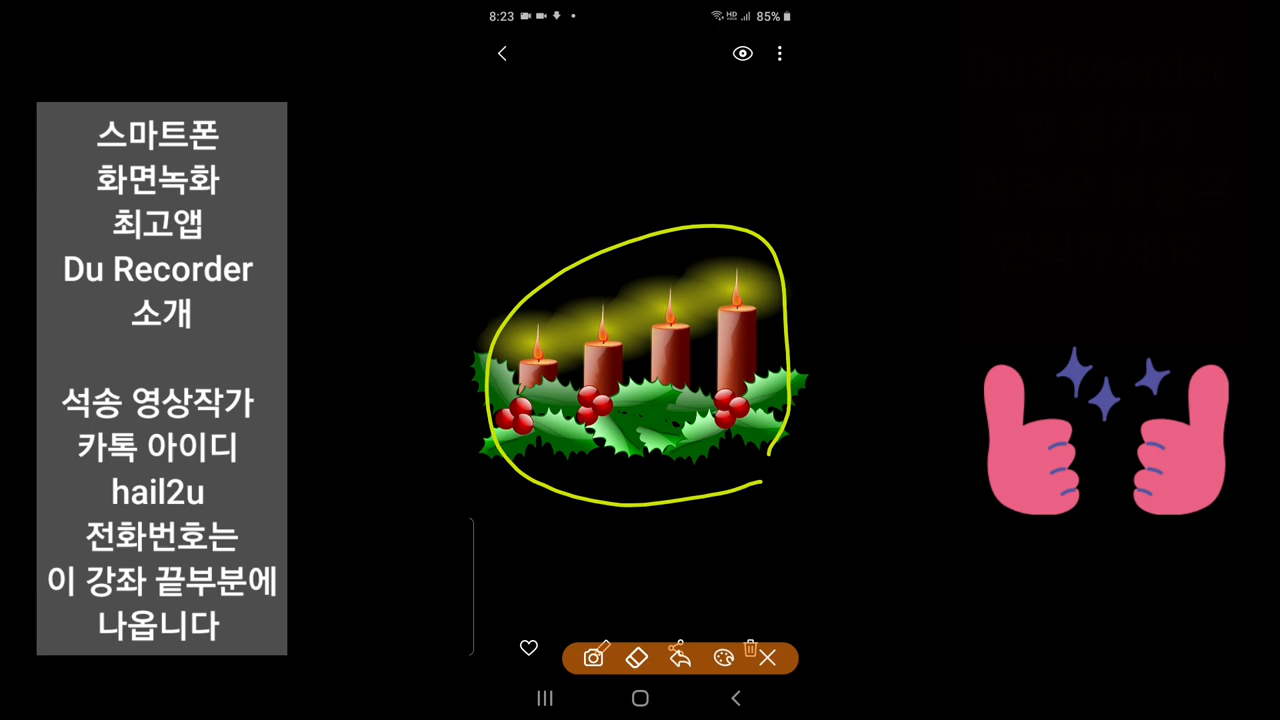 스마트폰
화면녹화
최고앱
Du Recorder
소개
석송 영상작가
카톡 아이디
hail2u
전화번호는
이 강좌 끝부분에
나옵니다
8:23
HD
85%